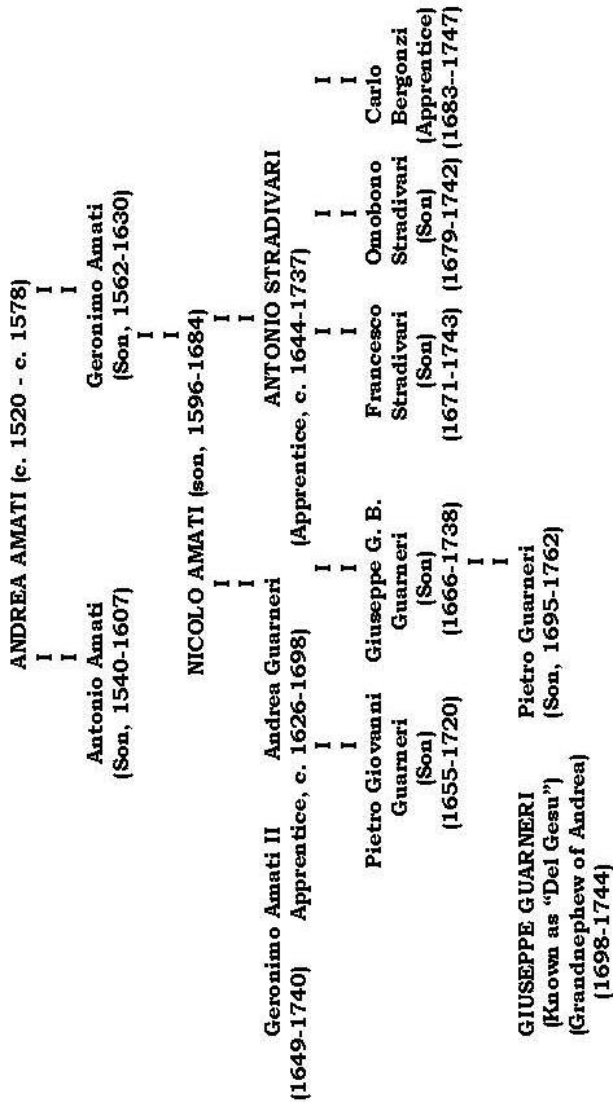 ANDREA AMATI (c. 1520 - c. 1578)
I I
I I
Antonio Amati Geronimo Amati
(Son, 1540-1607) (Son, 1562-1630)
I
I
NICOLO AMATI (son, 1596-1684)
I I
I I
Geronimo Amati II Andrea Guarneri ANTONIO STRADIVARI
(1649-1740) Apprentice, c. 1626-1698) (Apprentice, c. 1644-1737)
I I I I I
I I I I I
Pietro Giovanni Giuseppe G. B. Francesco Omobono Carlo
Guarneri Guarneri Stradivari Stradivari Bergonzi
(Son) (Son) (Son) (Son) (Apprentice)
(1655-1720) (1666-1738) (1671-1743) (1679-1742) (1683--1747)
I
I
GIUSEPPE GUARNERI Pietro Guarneri
(Known as “Del Gesu”) (Son, 1695-1762)
(Grandnephew of Andrea)
(1698-1744)